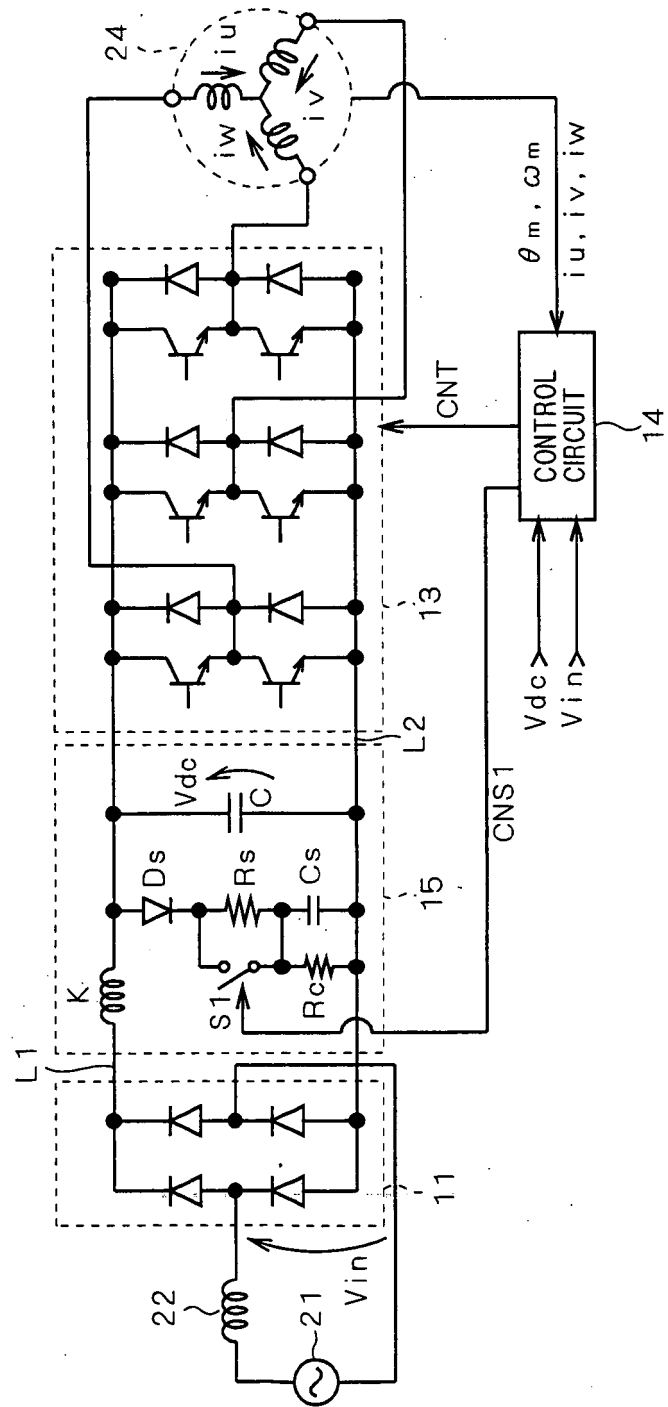 L1
K
Ds
Vdc
C
S1
Rs
Rc
Cs
L2
22
21
Vin
11
15
13
24
iu
iw
iv
CNS1
Vdc
Vin
CNT
θm, ωm
iu, iv, iw
CONTROL
CIRCUIT
14